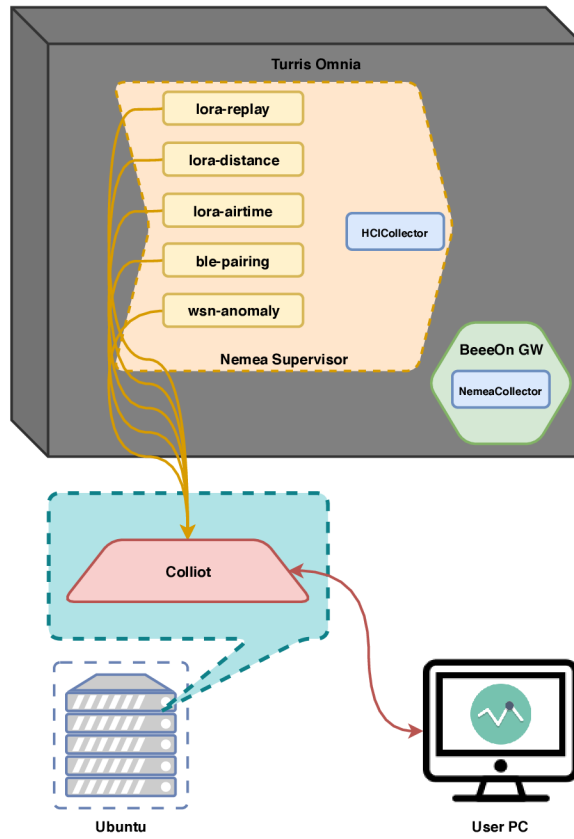 Turris Omnia
lora-replay
lora-distance
lora-airtime
HCICollector
ble-pairing
wsn-anomaly
Nemea Supervisor
BeeeOn GW
NemeaCollector
Colliot
Ubuntu
User PC